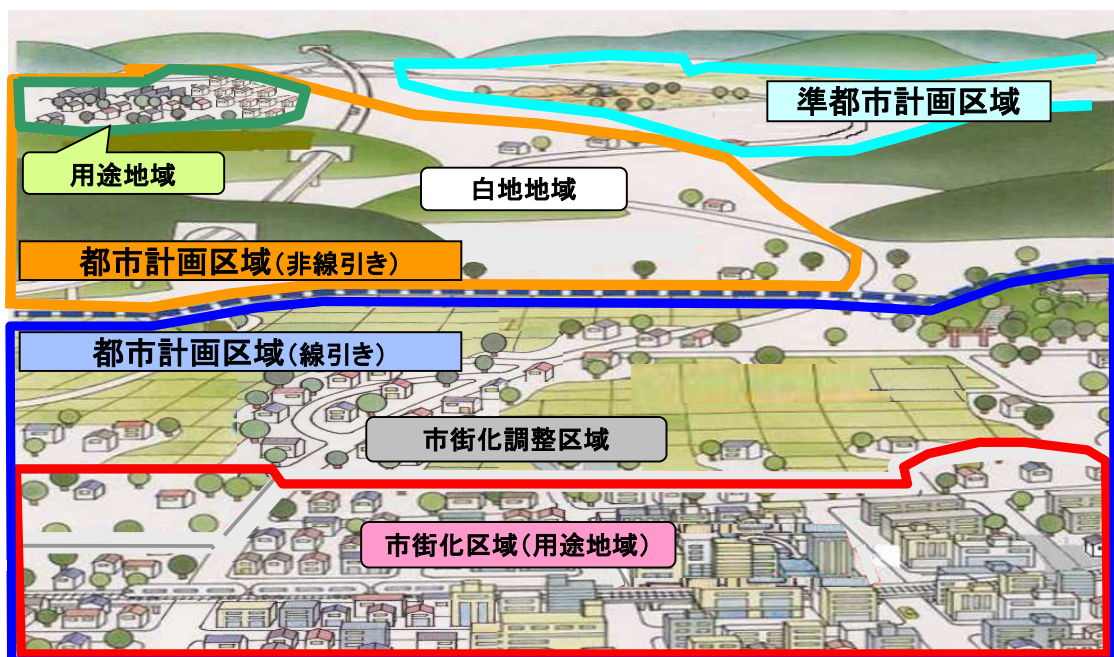 準都市計画区域
用途地域
白地地域
都市計画区域(非線引き)
都市計画区域(線引き)
市街化調整区域
市街化区域(用途地域)